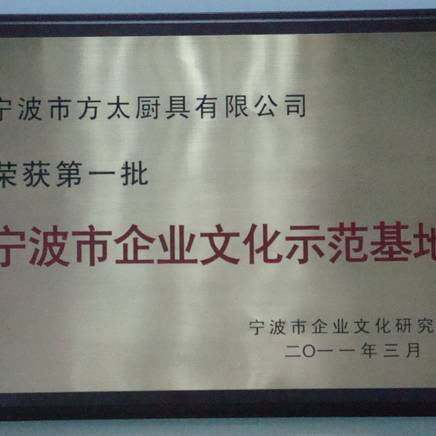 宁波市方太厨具有限公司
荣获第一批
宁波市企业文化示范基地
宁波市企业文化研究
二〇一一年三月